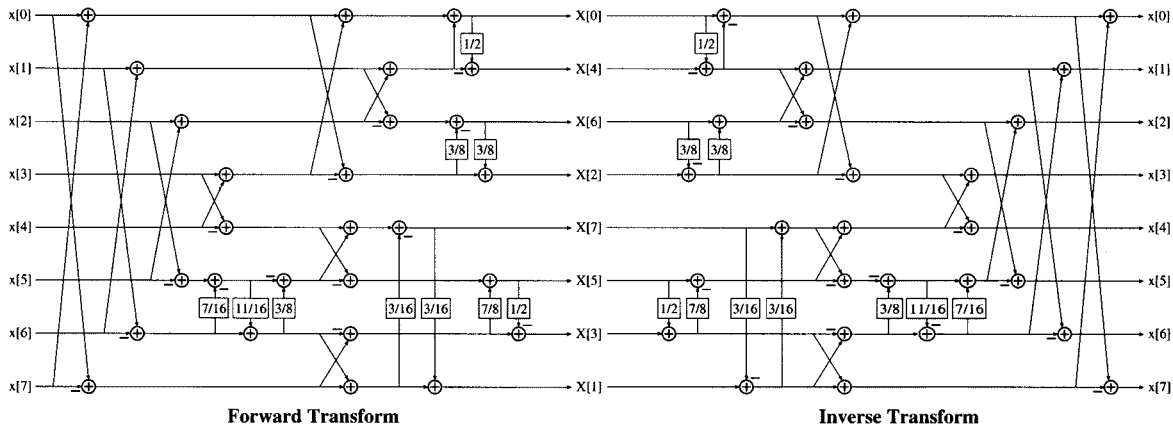 x[0] X[0] x[0]
1/2 1/2
x[1] X[4] x[1]
x[2] X[6] x[2]
3/8 3/8 3/8 3/8
x[3] X[2] x[3]
x[4] X[7] x[4]
x[5] X[5] x[5]
7/16 11/16 3/8 3/16 3/16 7/8 1/2 1/2 7/8 3/16 3/16 3/8 11/16 7/16
x[6] X[3] x[6]
x[7] X[1] x[7]
Forward Transform Inverse Transform